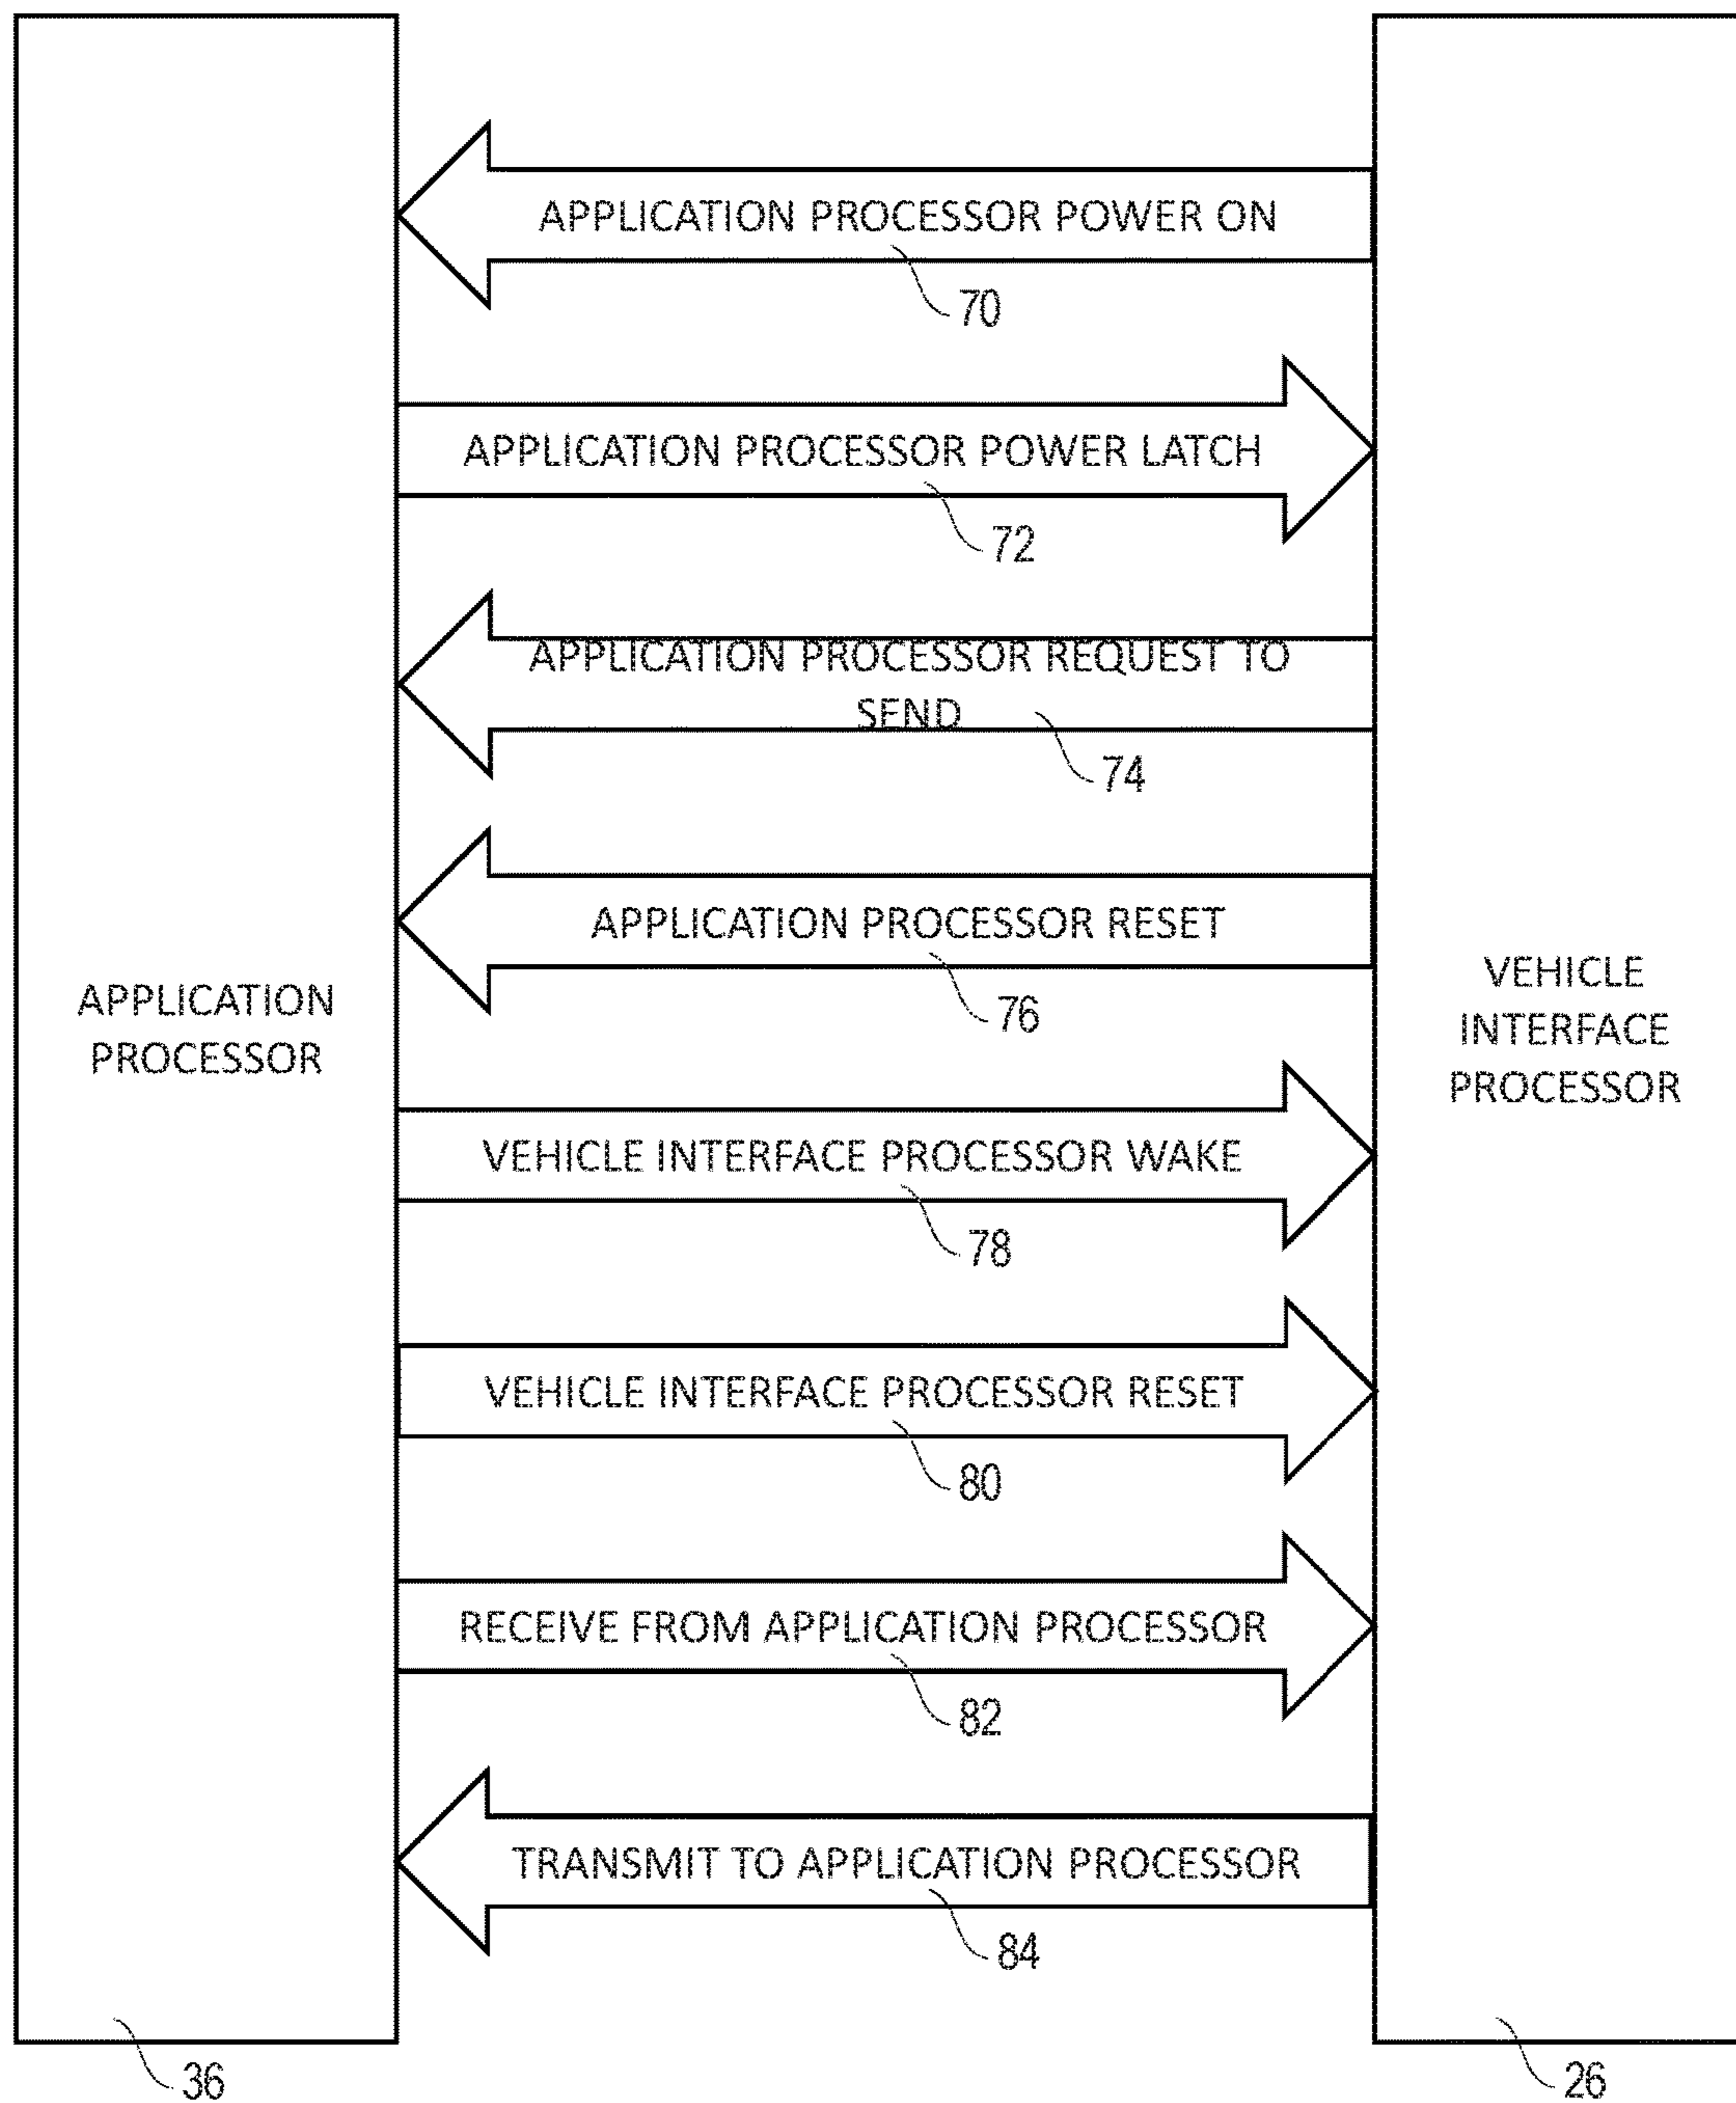 APPLICATION PROCESSOR POWER ON
70
APPLICATION PROCESSOR POWER LATCH
72
APPLICATION PROCESSOR REQUEST TO
SEND
74
APPLICATION PROCESSOR RESET
76
APPLICATION
PROCESSOR
VEHICLE
INTERFACE
PROCESSOR
VEHICLE INTERFACE PROCESSOR WAKE
78
VEHICLE INTERFACE PROCESSOR RESET
80
RECEIVE FROM APPLICATION PROCESSOR
82
TRANSMIT TO APPLICATION PROCESSOR
84
36
26